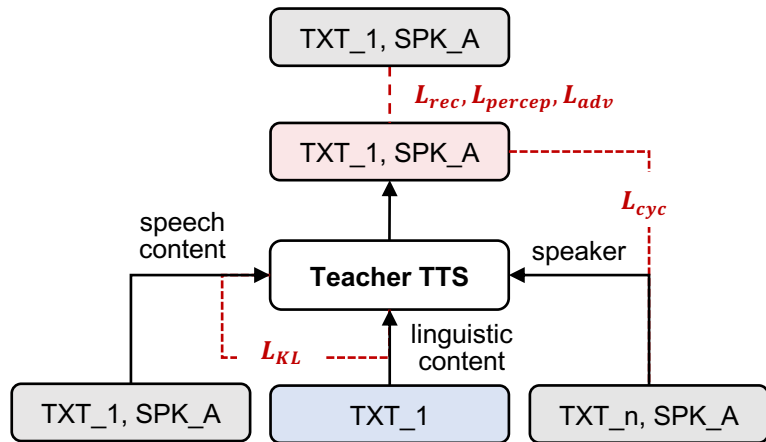 TXT_1, SPK_A
L_rec, L_percep, L_adv
TXT_1, SPK_A
L_cyc
speech
content
speaker
Teacher TTS
linguistic
content
L_KL
TXT_1, SPK_A
TXT_1
TXT_n, SPK_A